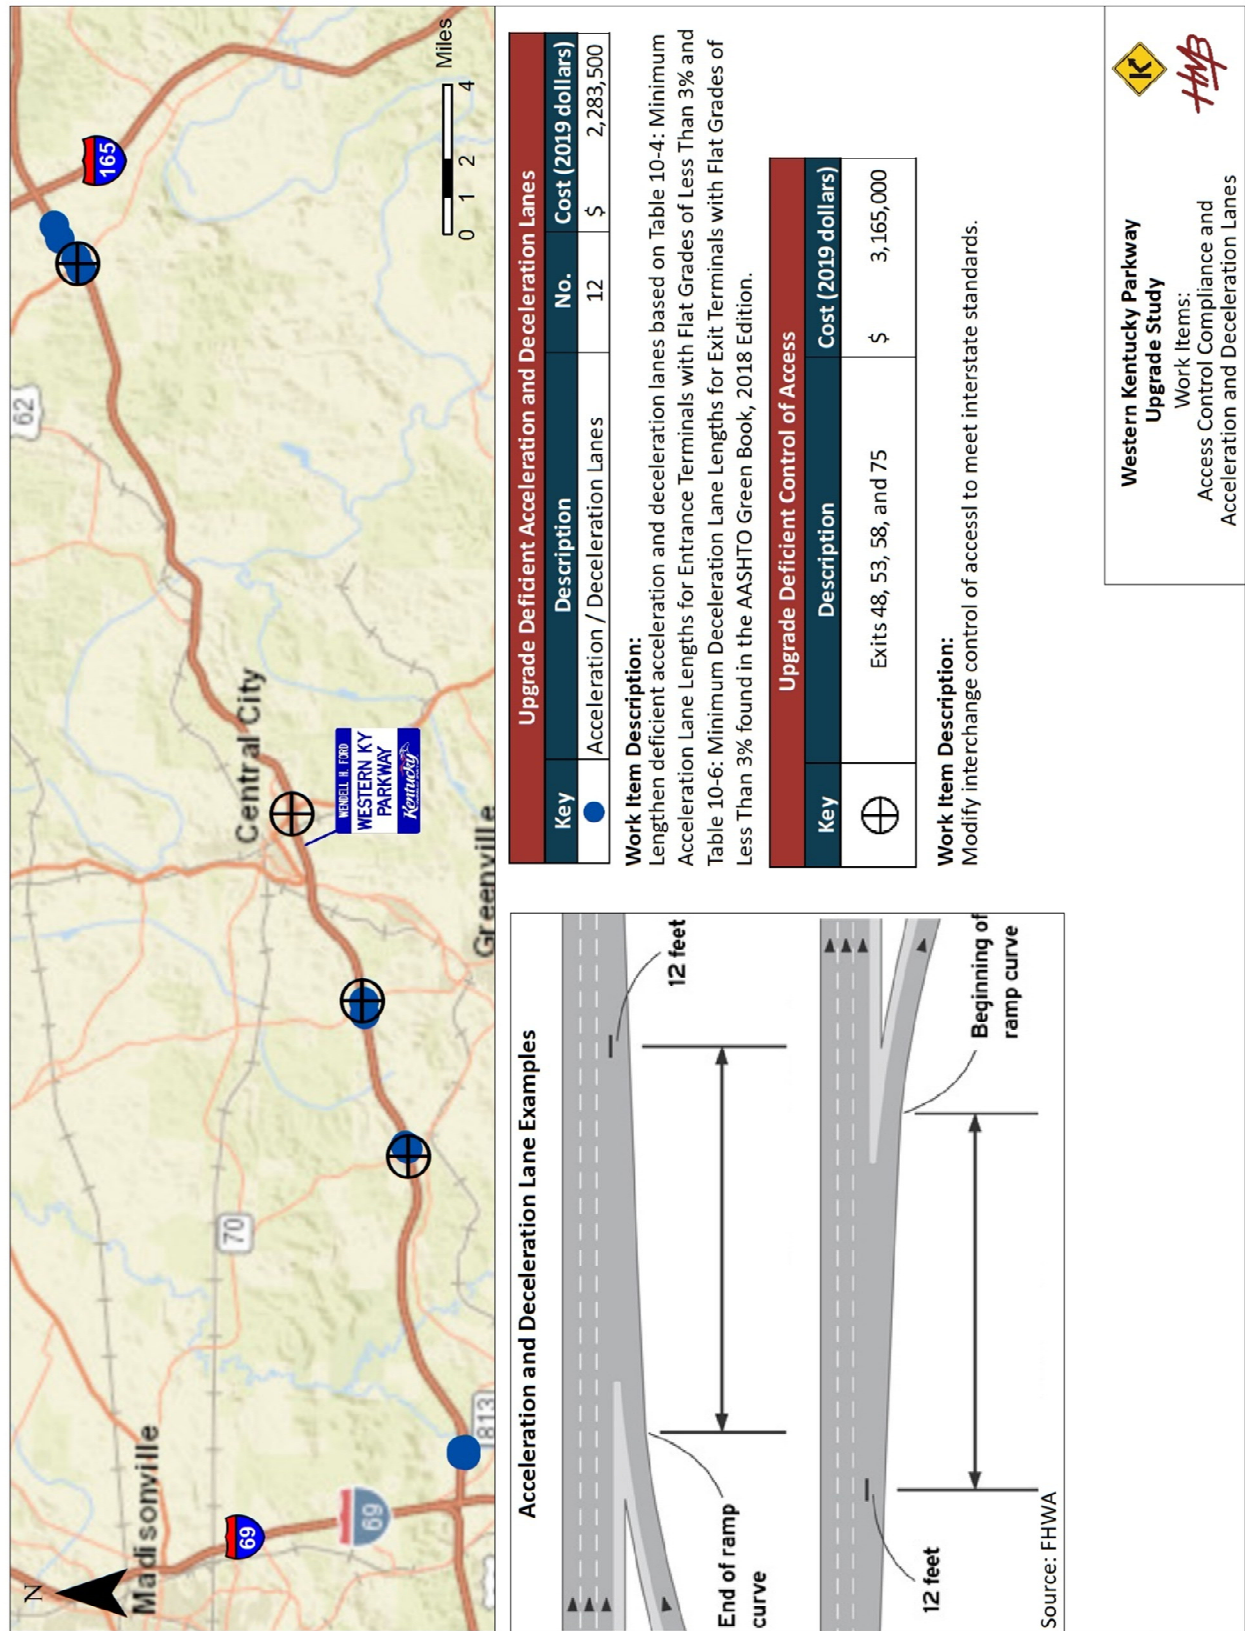 N
Madisonville
69
69
813
70
Central City
Greenville
WENDELL H. FORD
WESTERN KY
PARKWAY
Kentucky
62
165
0 1 2 4
Miles
Acceleration and Deceleration Lane Examples
End of ramp
curve
12 feet
12 feet
Beginning of
ramp curve
Source: FHWA
Upgrade Deficient Acceleration and Deceleration Lanes
Key Description No. Cost (2019 dollars)
Acceleration / Deceleration Lanes 12 $ 2,283,500
Work Item Description:
Lengthen deficient acceleration and deceleration lanes based on Table 10-4: Minimum
Acceleration Lane Lengths for Entrance Terminals with Flat Grades of Less Than 3% and
Table 10-6: Minimum Deceleration Lane Lengths for Exit Terminals with Flat Grades of
Less Than 3% found in the AASHTO Green Book, 2018 Edition.
Upgrade Deficient Control of Access
Key Description Cost (2019 dollars)
Exits 48, 53, 58, and 75 $ 3,165,000
Work Item Description:
Modify interchange control of accessl to meet interstate standards.
Western Kentucky Parkway
Upgrade Study
Work Items:
Access Control Compliance and
Acceleration and Deceleration Lanes
K